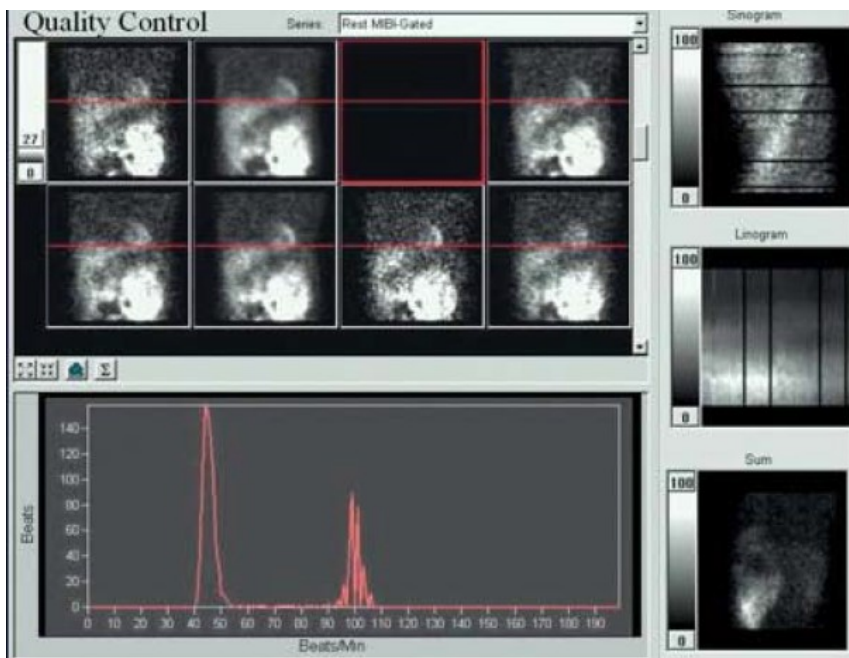 Quality Control
Series: Rest MIBI-Gated
27
0
Sinogram
100
0
Linogram
100
0
Sum
100
0
Σ
Beats
140
120
100
80
60
40
20
0
0 10 20 30 40 50 60 70 80 90 100 110 120 130 140 150 160 170 180 190
Beats/Min